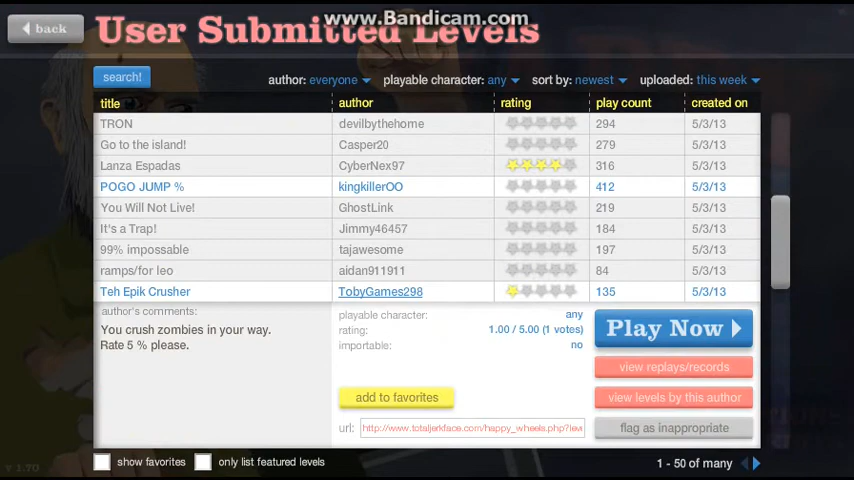 www.Bandicam.com
back
User Submitted Levels
search!
author: everyone playable character: any sort by: newest uploaded: this week
title author rating play count created on
TRON devilbythehome 294 5/3/13
Go to the island! Casper20 279 5/3/13
Lanza Espadas CyberNex97 316 5/3/13
POGO JUMP % kingkillerOO 412 5/3/13
You Will Not Live! GhostLink 219 5/3/13
It's a Trap! Jimmy46457 184 5/3/13
99% impossable tajawesome 197 5/3/13
ramps/for leo aidan911911 84 5/3/13
Teh Epik Crusher TobyGames298 135 5/3/13
author's comments:
You crush zombies in your way.
Rate 5 % please.
playable character: any
rating: 1.00 / 5.00 (1 votes)
importable: no
add to favorites
url: http://www.totaljerkface.com/happy_wheels.php?lev
Play Now
view replays/records
view levels by this author
flag as inappropriate
v 1.70
show favorites only list featured levels 1 - 50 of many